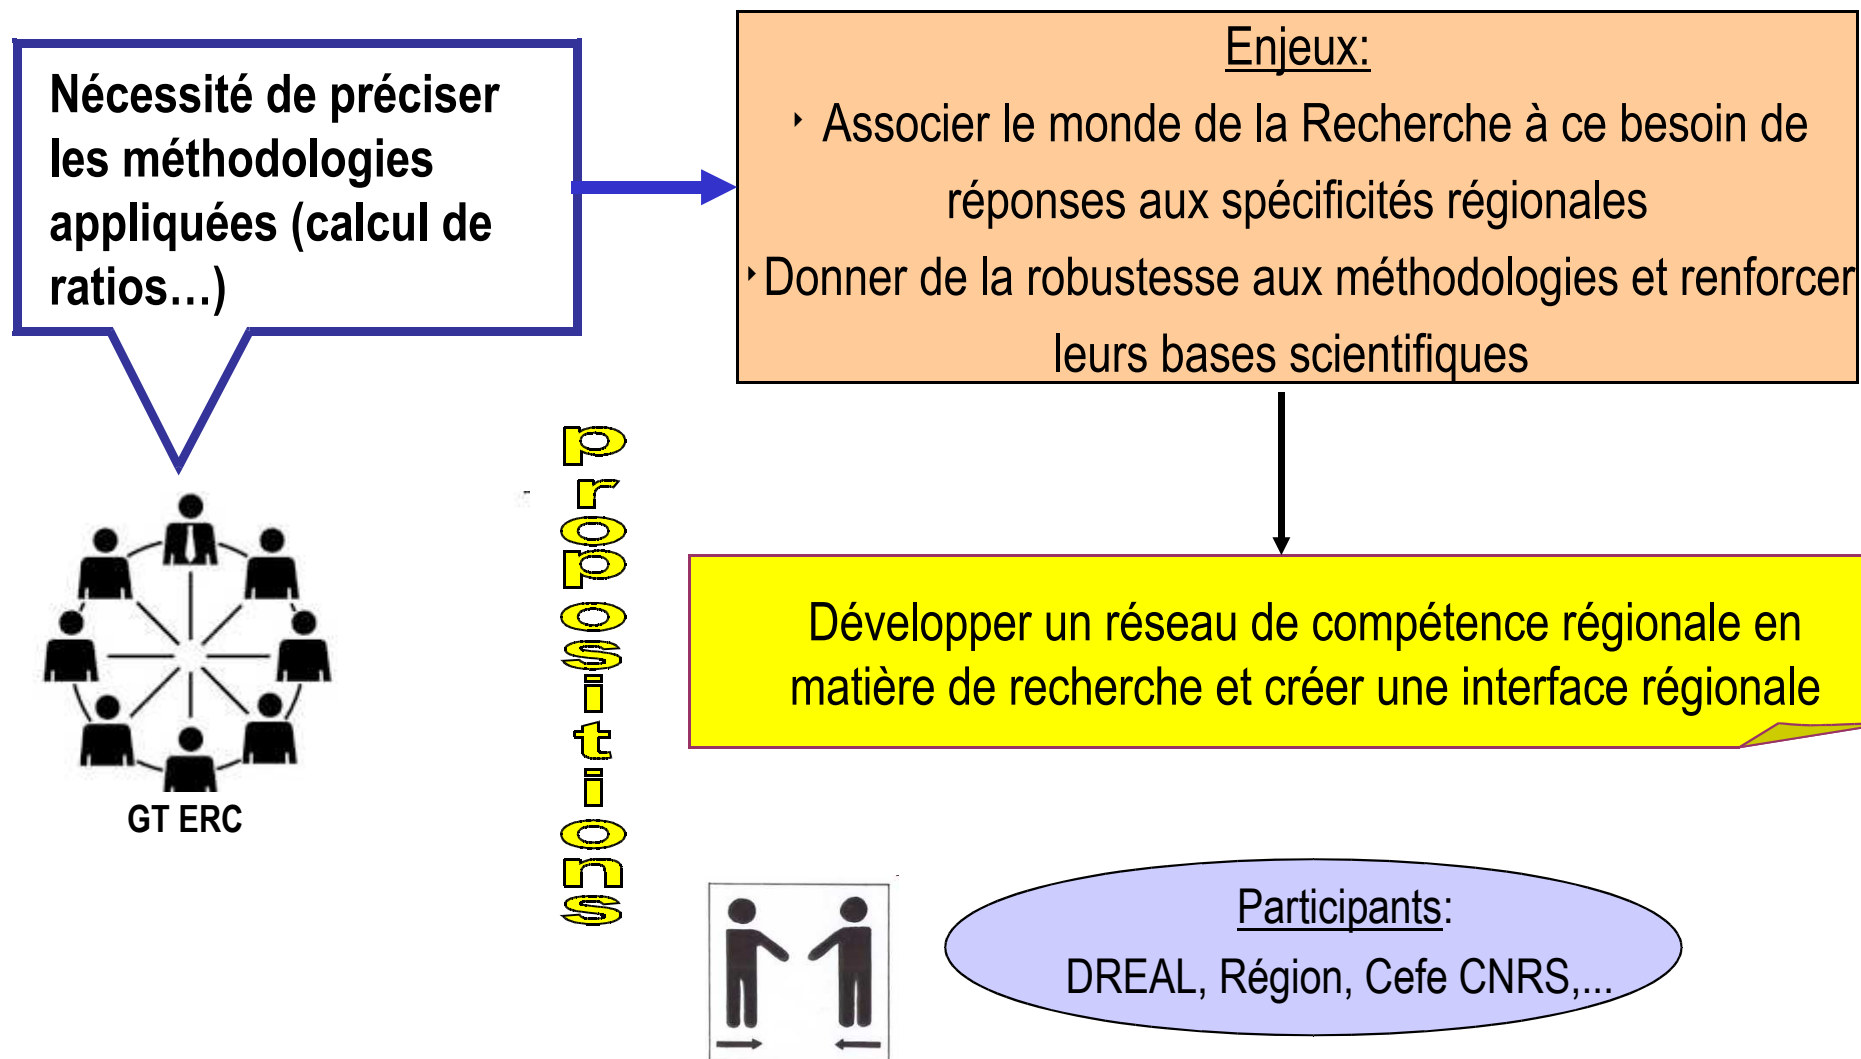 Nécessité de préciser
les méthodologies
appliquées (calcul de
ratios…)
Enjeux:
‣ Associer le monde de la Recherche à ce besoin de
réponses aux spécificités régionales
‣Donner de la robustesse aux méthodologies et renforcer
leurs bases scientifiques
GT ERC
propositions
Développer un réseau de compétence régionale en
matière de recherche et créer une interface régionale
Participants:
DREAL, Région, Cefe CNRS,...